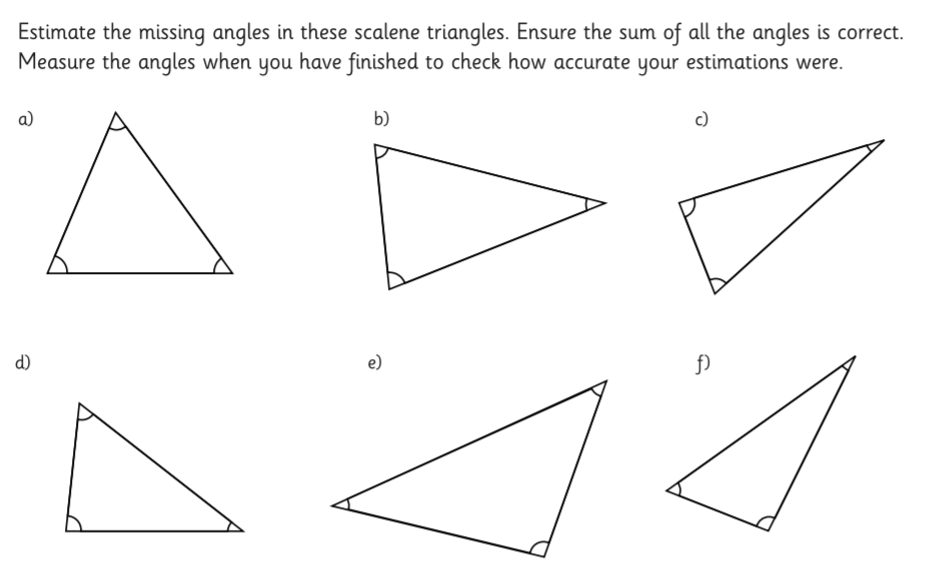 Estimate the missing angles in these scalene triangles. Ensure the sum of all the angles is correct.
Measure the angles when you have finished to check how accurate your estimations were.
a)
b)
c)
d)
e)
f)